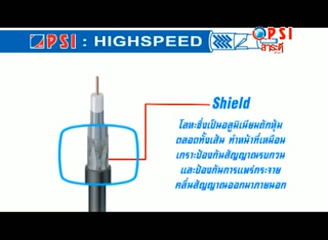 PSI : HIGHSPEED
PSI
สาระดี
Shield
โลหะซึ่งเป็นอลูมิเนียมถักหุ้ม
ตลอดทั้งเส้น ทำหน้าที่เหมือน
เกราะป้องกันสัญญาณรบกวน
และป้องกันการแพร่กระจาย
คลื่นสัญญาณออกมาภายนอก